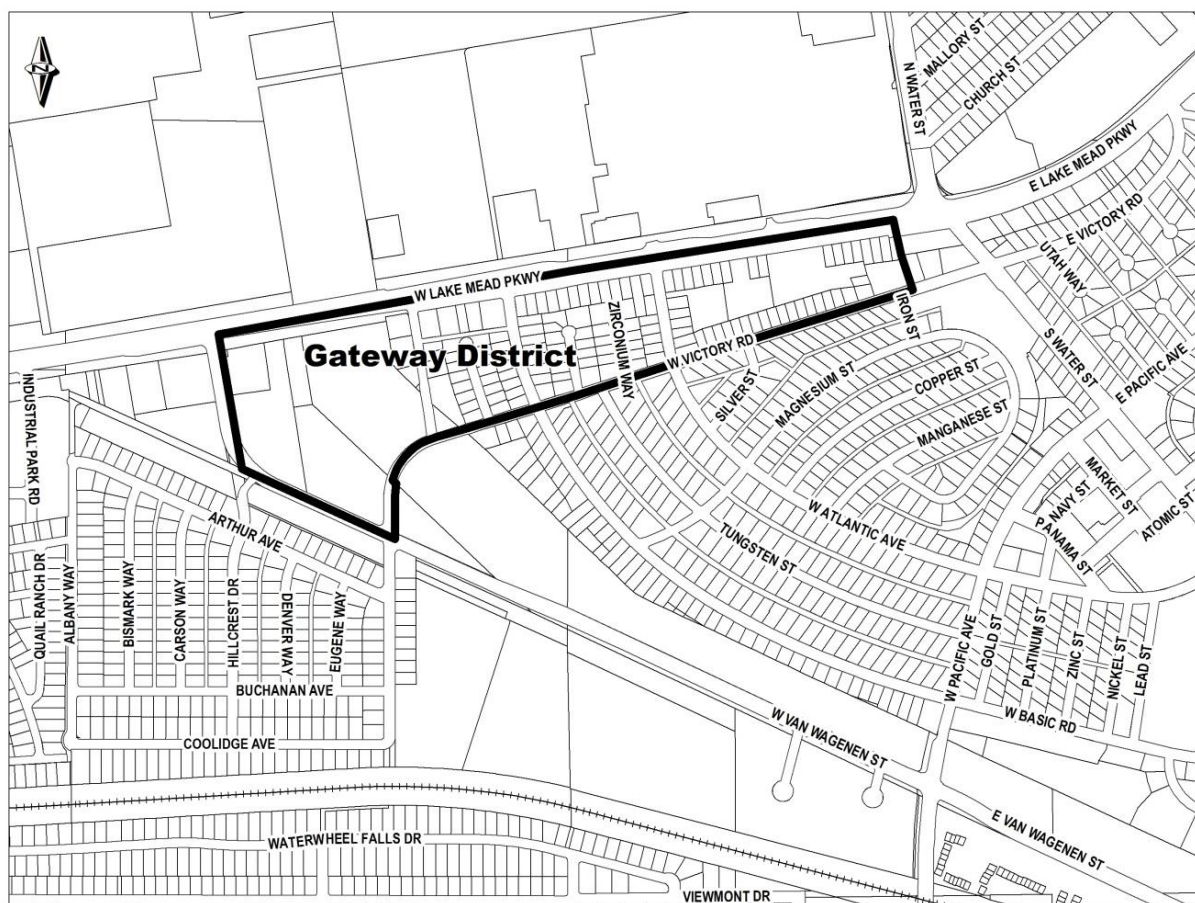 N
MALLORY ST
CHURCH ST
N WATER ST
E LAKE MEAD PKWY
E VICTORY RD
UTAH WAY
W LAKE MEAD PKWY
Gateway District
ZIRCONIUM WAY
W VICTORY RD
IRON ST
S WATER ST
E PACIFIC AVE
SILVER ST
MAGNESIUM ST
COPPER ST
MANGANESE ST
INDUSTRIAL PARK RD
MARKET ST
NAVY ST
PANAMA ST
ATOMIC ST
W ATLANTIC AVE
TUNGSTEN ST
ARTHUR AVE
QUAIL RANCH DR
ALBANY WAY
BISMARK WAY
CARSON WAY
HILLCREST DR
DENVER WAY
EUGENE WAY
W PACIFIC AVE
GOLD ST
PLATINUM ST
ZINC ST
NICKEL ST
LEAD ST
BUCHANAN AVE
W BASIC RD
COOLIDGE AVE
W VAN WAGENEN ST
E VAN WAGENEN ST
WATERWHEEL FALLS DR
VIEWMONT DR